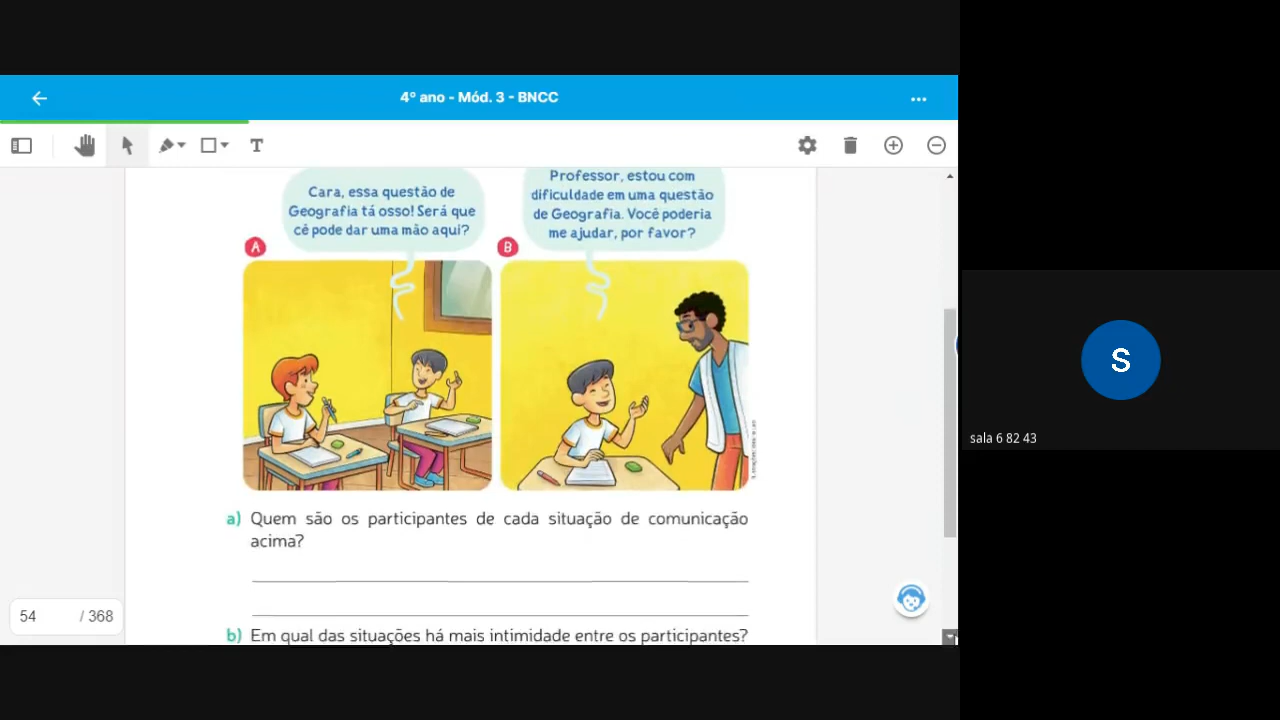 4º ano - Mód. 3 - BNCC
T
Cara, essa questão de
Geografia tá osso! Será que
cê pode dar uma mão aqui?
Professor, estou com
dificuldade em uma questão
de Geografia. Você poderia
me ajudar, por favor?
A
B
a) Quem são os participantes de cada situação de comunicação
acima?
b) Em qual das situações há mais intimidade entre os participantes?
54 / 368
S
sala 6 82 43